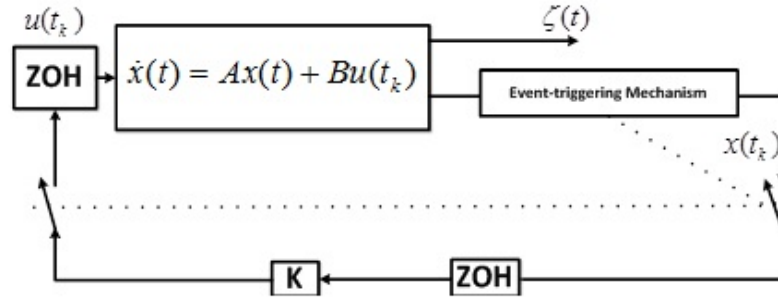 u(t_k)
ζ(t)
ZOH
ẋ(t) = Ax(t) + Bu(t_k)
Event-triggering Mechanism
x(t_k)
K
ZOH